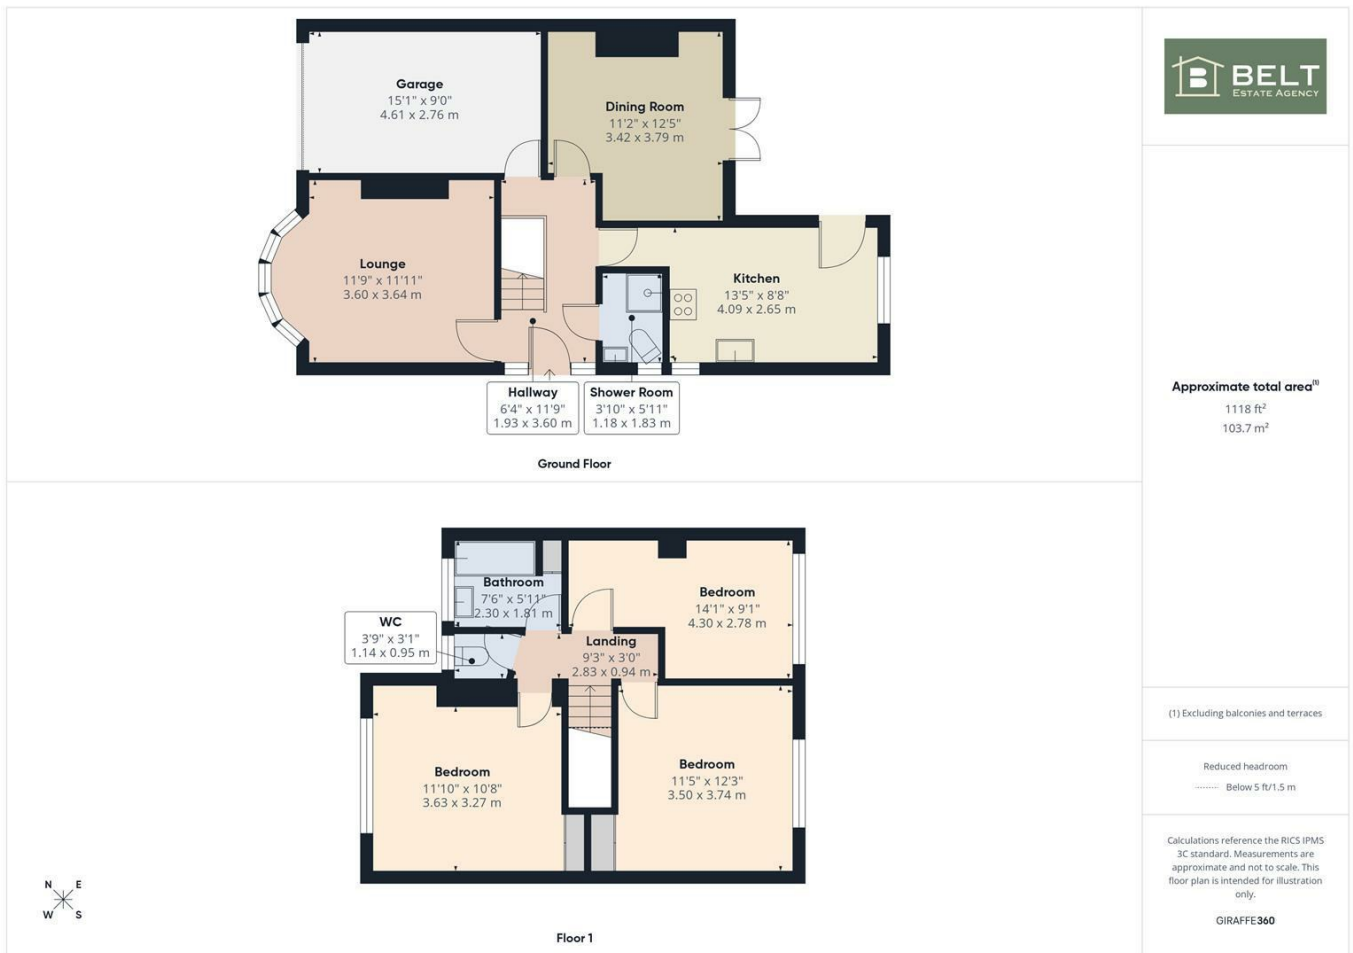 Garage
15'1" x 9'0"
4.61 x 2.76 m
Dining Room
11'2" x 12'5"
3.42 x 3.79 m
Lounge
11'9" x 11'11"
3.60 x 3.64 m
Kitchen
13'5" x 8'8"
4.09 x 2.65 m
Hallway
6'4" x 11'9"
1.93 x 3.60 m
Shower Room
3'10" x 5'11"
1.18 x 1.83 m
Ground Floor
Bathroom
7'6" x 5'11"
2.30 x 1.81 m
WC
3'9" x 3'1"
1.14 x 0.95 m
Landing
9'3" x 3'0"
2.83 x 0.94 m
Bedroom
14'1" x 9'1"
4.30 x 2.78 m
Bedroom
11'10" x 10'8"
3.63 x 3.27 m
Bedroom
11'5" x 12'3"
3.50 x 3.74 m
N E
W S
Floor 1
B BELT
ESTATE AGENCY
Approximate total area(1)
1118 ft²
103.7 m²
(1) Excluding balconies and terraces
Reduced headroom
Below 5 ft/1.5 m
Calculations reference the RICS IPMS
3C standard. Measurements are
approximate and not to scale. This
floor plan is intended for illustration
only.
GIRAFFE360